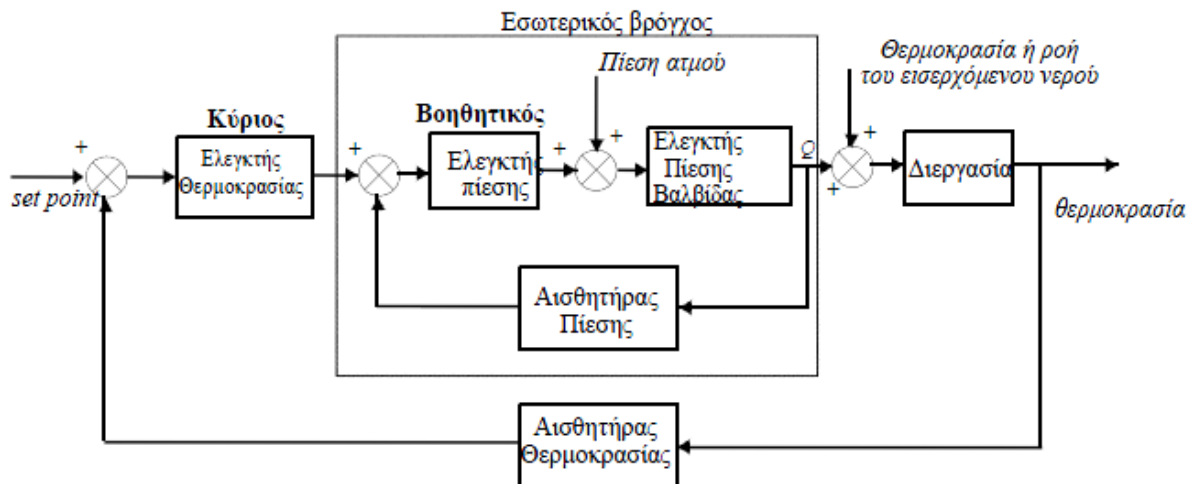 Εσωτερικός βρόγχος
Πίεση ατμού
Θερμοκρασία ή ροή
του εισερχόμενου νερού
Κύριος
Βοηθητικός
+
+
+
+
+
+
Ελεγκτής
Θερμοκρασίας
Ελεγκτής
πίεσης
Ελεγκτής
Πίεσης
Βαλβίδας
Q
Διεργασία
set point
θερμοκρασία
+
Αισθητήρας
Πίεσης
Αισθητήρας
Θερμοκρασίας